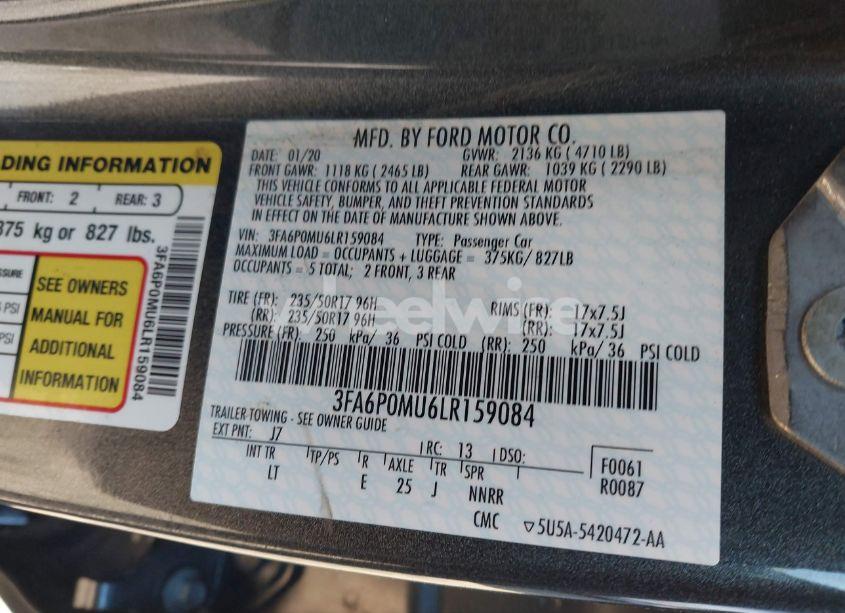 DING INFORMATION
FRONT: 2 REAR: 3
375 kg or 827 lbs.
SEE OWNERS
MANUAL FOR
ADDITIONAL
INFORMATION
PSI
PSI
3FA6P0MU6LR159084
MFD. BY FORD MOTOR CO.
DATE: 01/20 GVWR: 2136 KG ( 4710 LB)
FRONT GAWR: 1118 KG ( 2465 LB) REAR GAWR: 1039 KG ( 2290 LB)
THIS VEHICLE CONFORMS TO ALL APPLICABLE FEDERAL MOTOR
VEHICLE SAFETY, BUMPER, AND THEFT PREVENTION STANDARDS
IN EFFECT ON THE DATE OF MANUFACTURE SHOWN ABOVE.
VIN: 3FA6P0MU6LR159084 TYPE: Passenger Car
MAXIMUM LOAD = OCCUPANTS + LUGGAGE = 375KG/ 827LB
OCCUPANTS = 5 TOTAL; 2 FRONT, 3 REAR
TIRE (FR): 235/50R17 96H RIMS (FR): 17x7.5J
(RR): 235/50R17 96H (RR): 17x7.5J
PRESSURE (FR): 250 kPa/ 36 PSI COLD (RR): 250 kPa/ 36 PSI COLD
3FA6P0MU6LR159084
TRAILER TOWING - SEE OWNER GUIDE
EXT PNT: J7 RC: 13 DSO:
INT TR TP/PS R AXLE TR SPR F0061
LT E 25 J NNRR R0087
CMC 5U5A-5420472-AA
wheelwire